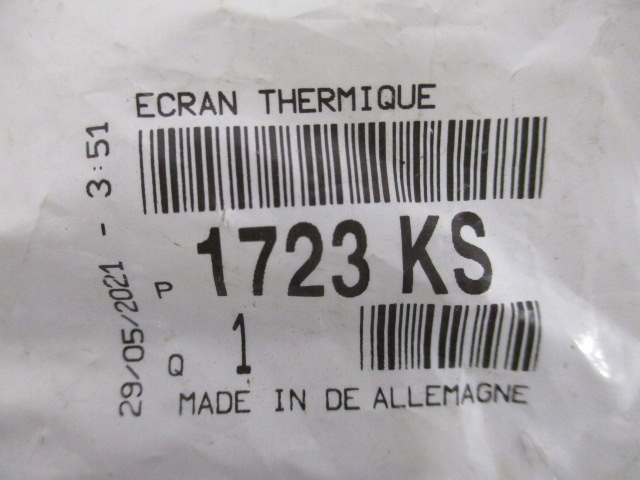 ECRAN THERMIQUE
P 1723 KS
Q 1
MADE IN DE ALLEMAGNE
29/05/2021 - 3:51